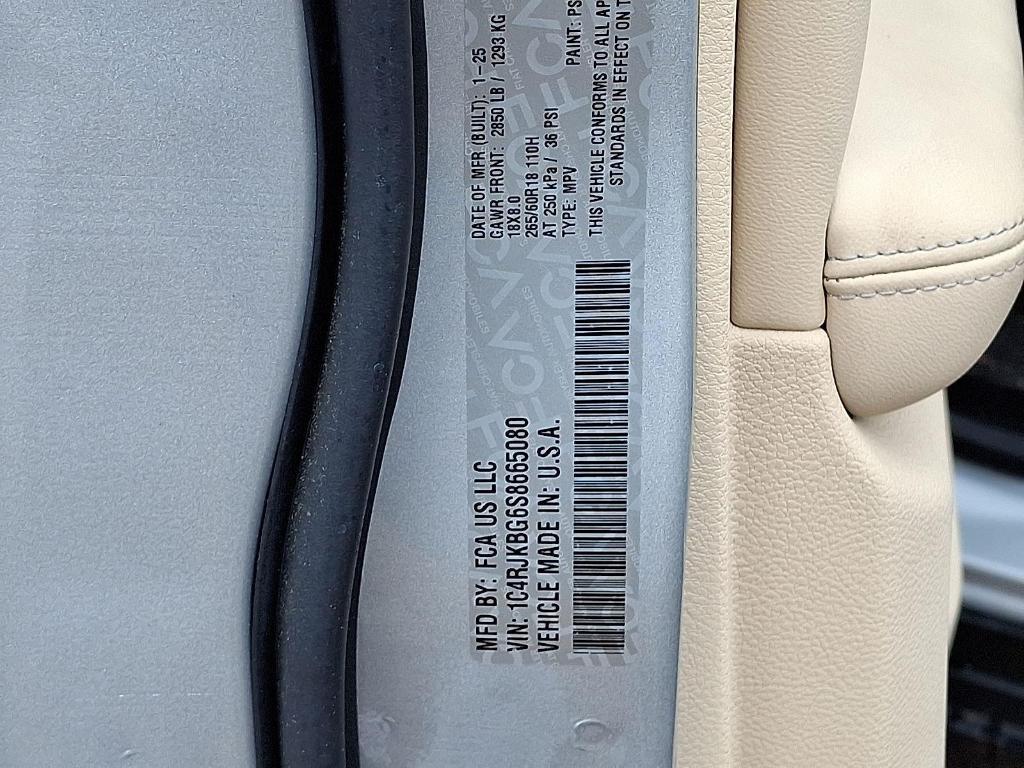 MFD BY: FCA US LLC
VIN: 1C4RJKBG6S8665080
VEHICLE MADE IN: U.S.A.
DATE OF MFR (BUILT): 1-25
GAWR FRONT: 2850 LB / 1293 KG
18X8.0
265/60R18 110H
AT 250 kPa / 36 PSI
TYPE: MPV PAINT: PS
THIS VEHICLE CONFORMS TO ALL AP
STANDARDS IN EFFECT ON T